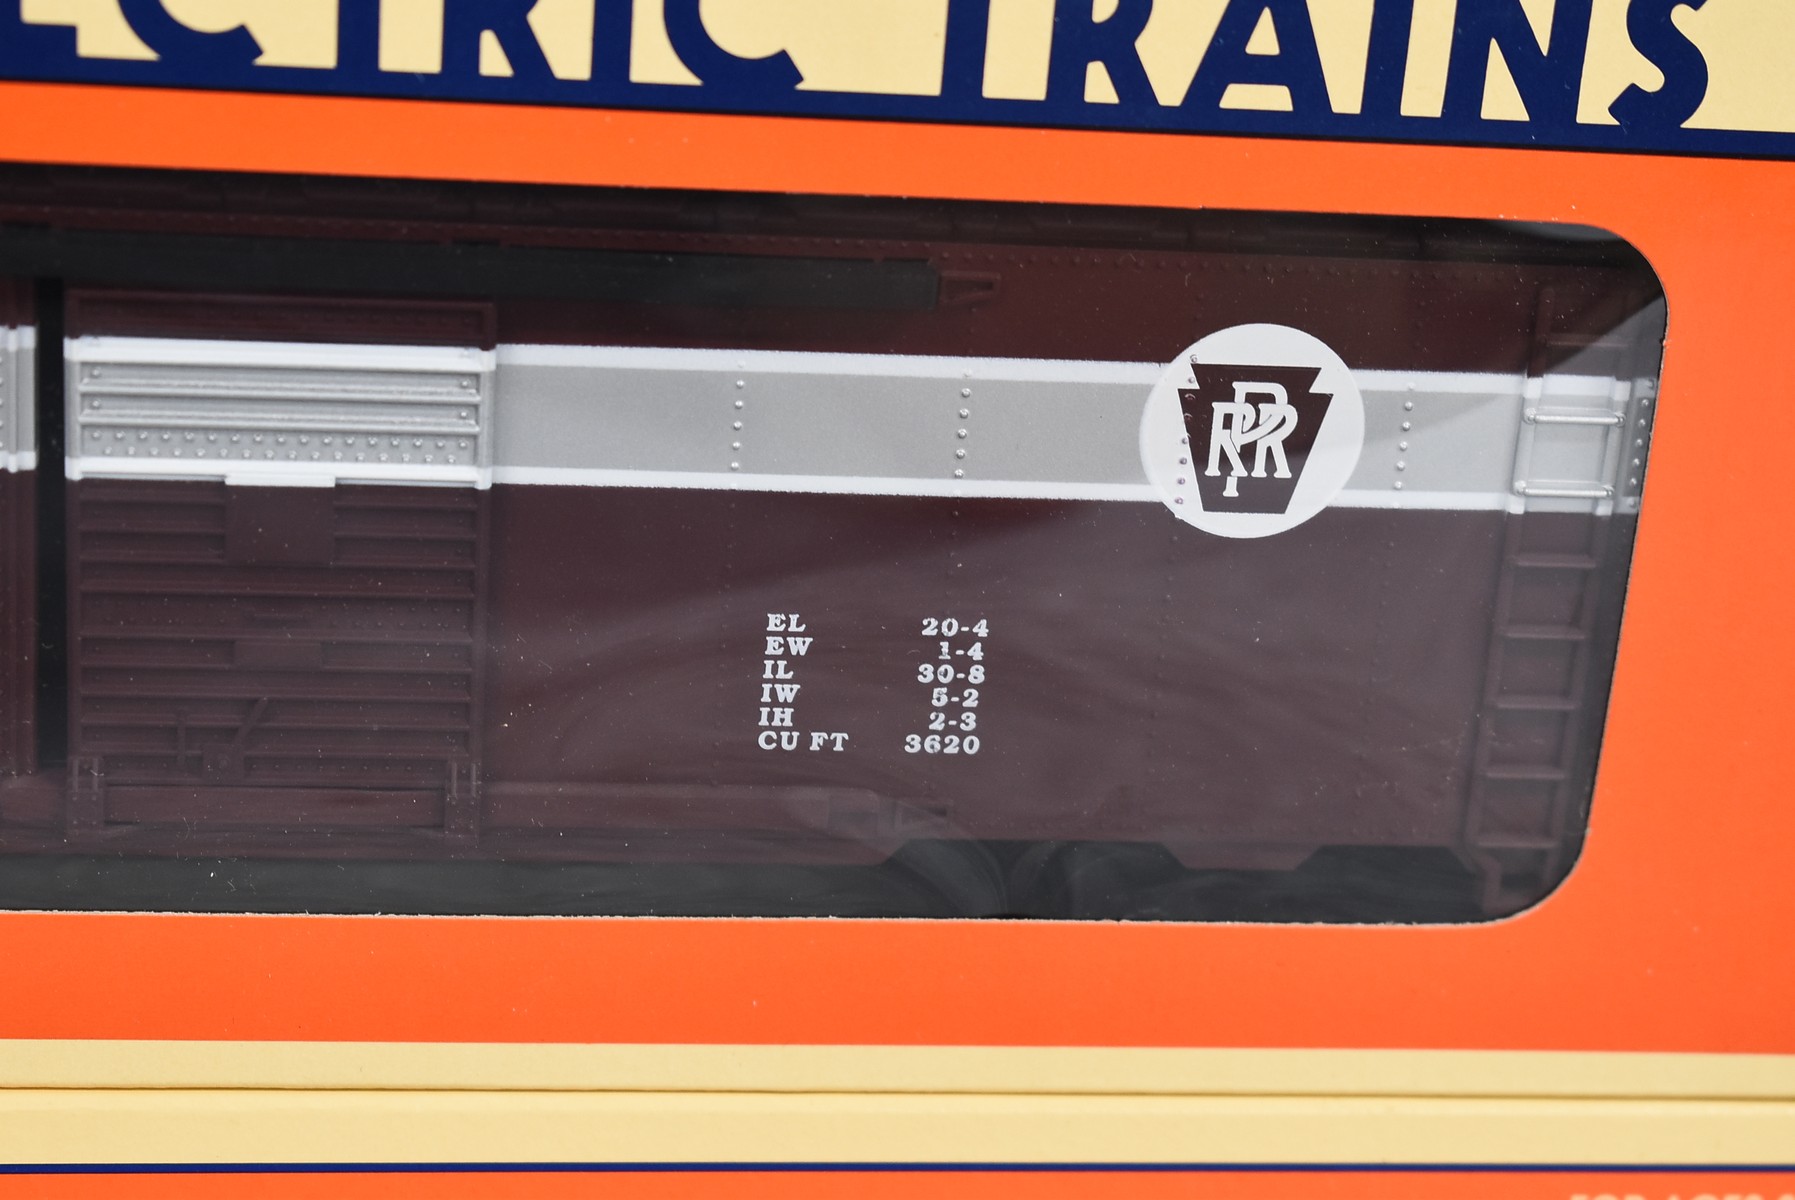 ECTRIC TRAINS
PRR
EL 20-4
EW 1-4
IL 30-8
IW 5-2
IH 2-3
CU FT 3620